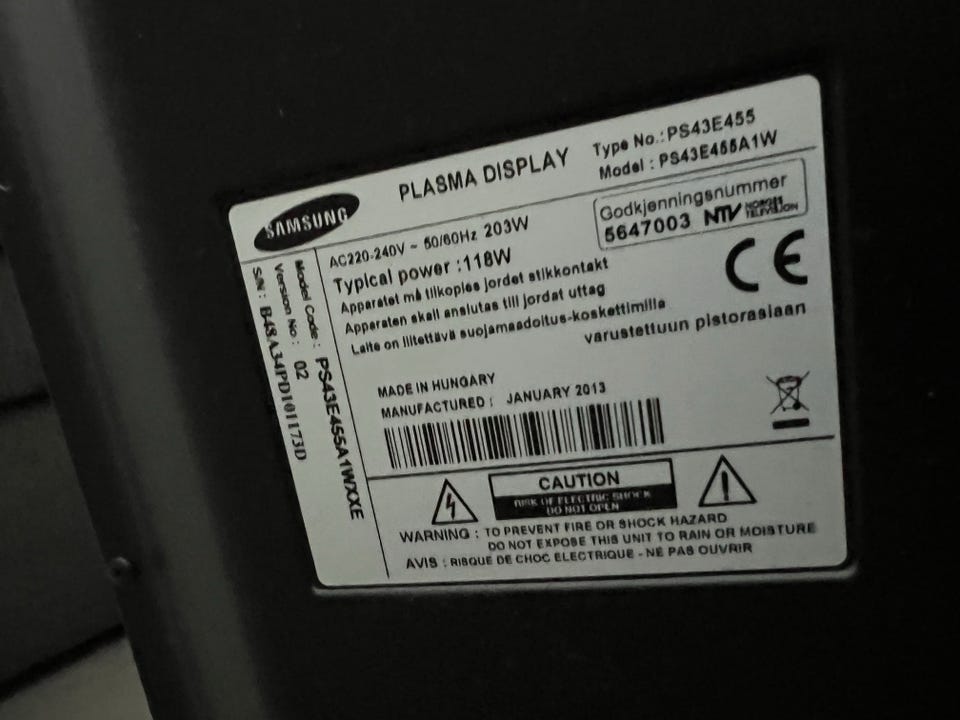 SAMSUNG
PLASMA DISPLAY
Type No.:PS43E455
Model : PS43E455A1W
AC220-240V ~ 50/60Hz 203W
Typical power :118W
Godkjenningsnummer
5647003 NTV NORGES TELEVISJON
Apparatet må tilkoples jordet stikkontakt
Apparaten skall anslutas till jordat uttag
Laite on liitettävä suojamaadoitus-koskettimilla
varustettuun pistorasiaan
CE
MADE IN HUNGARY
MANUFACTURED : JANUARY 2013
Model Code : PS43E455A1WXXE
Version No : 02
S/N : B48A34PD101173D
CAUTION
RISK OF ELECTRIC SHOCK
DO NOT OPEN
WARNING : TO PREVENT FIRE OR SHOCK HAZARD
DO NOT EXPOSE THIS UNIT TO RAIN OR MOISTURE
AVIS : RISQUE DE CHOC ELECTRIQUE - NE PAS OUVRIR